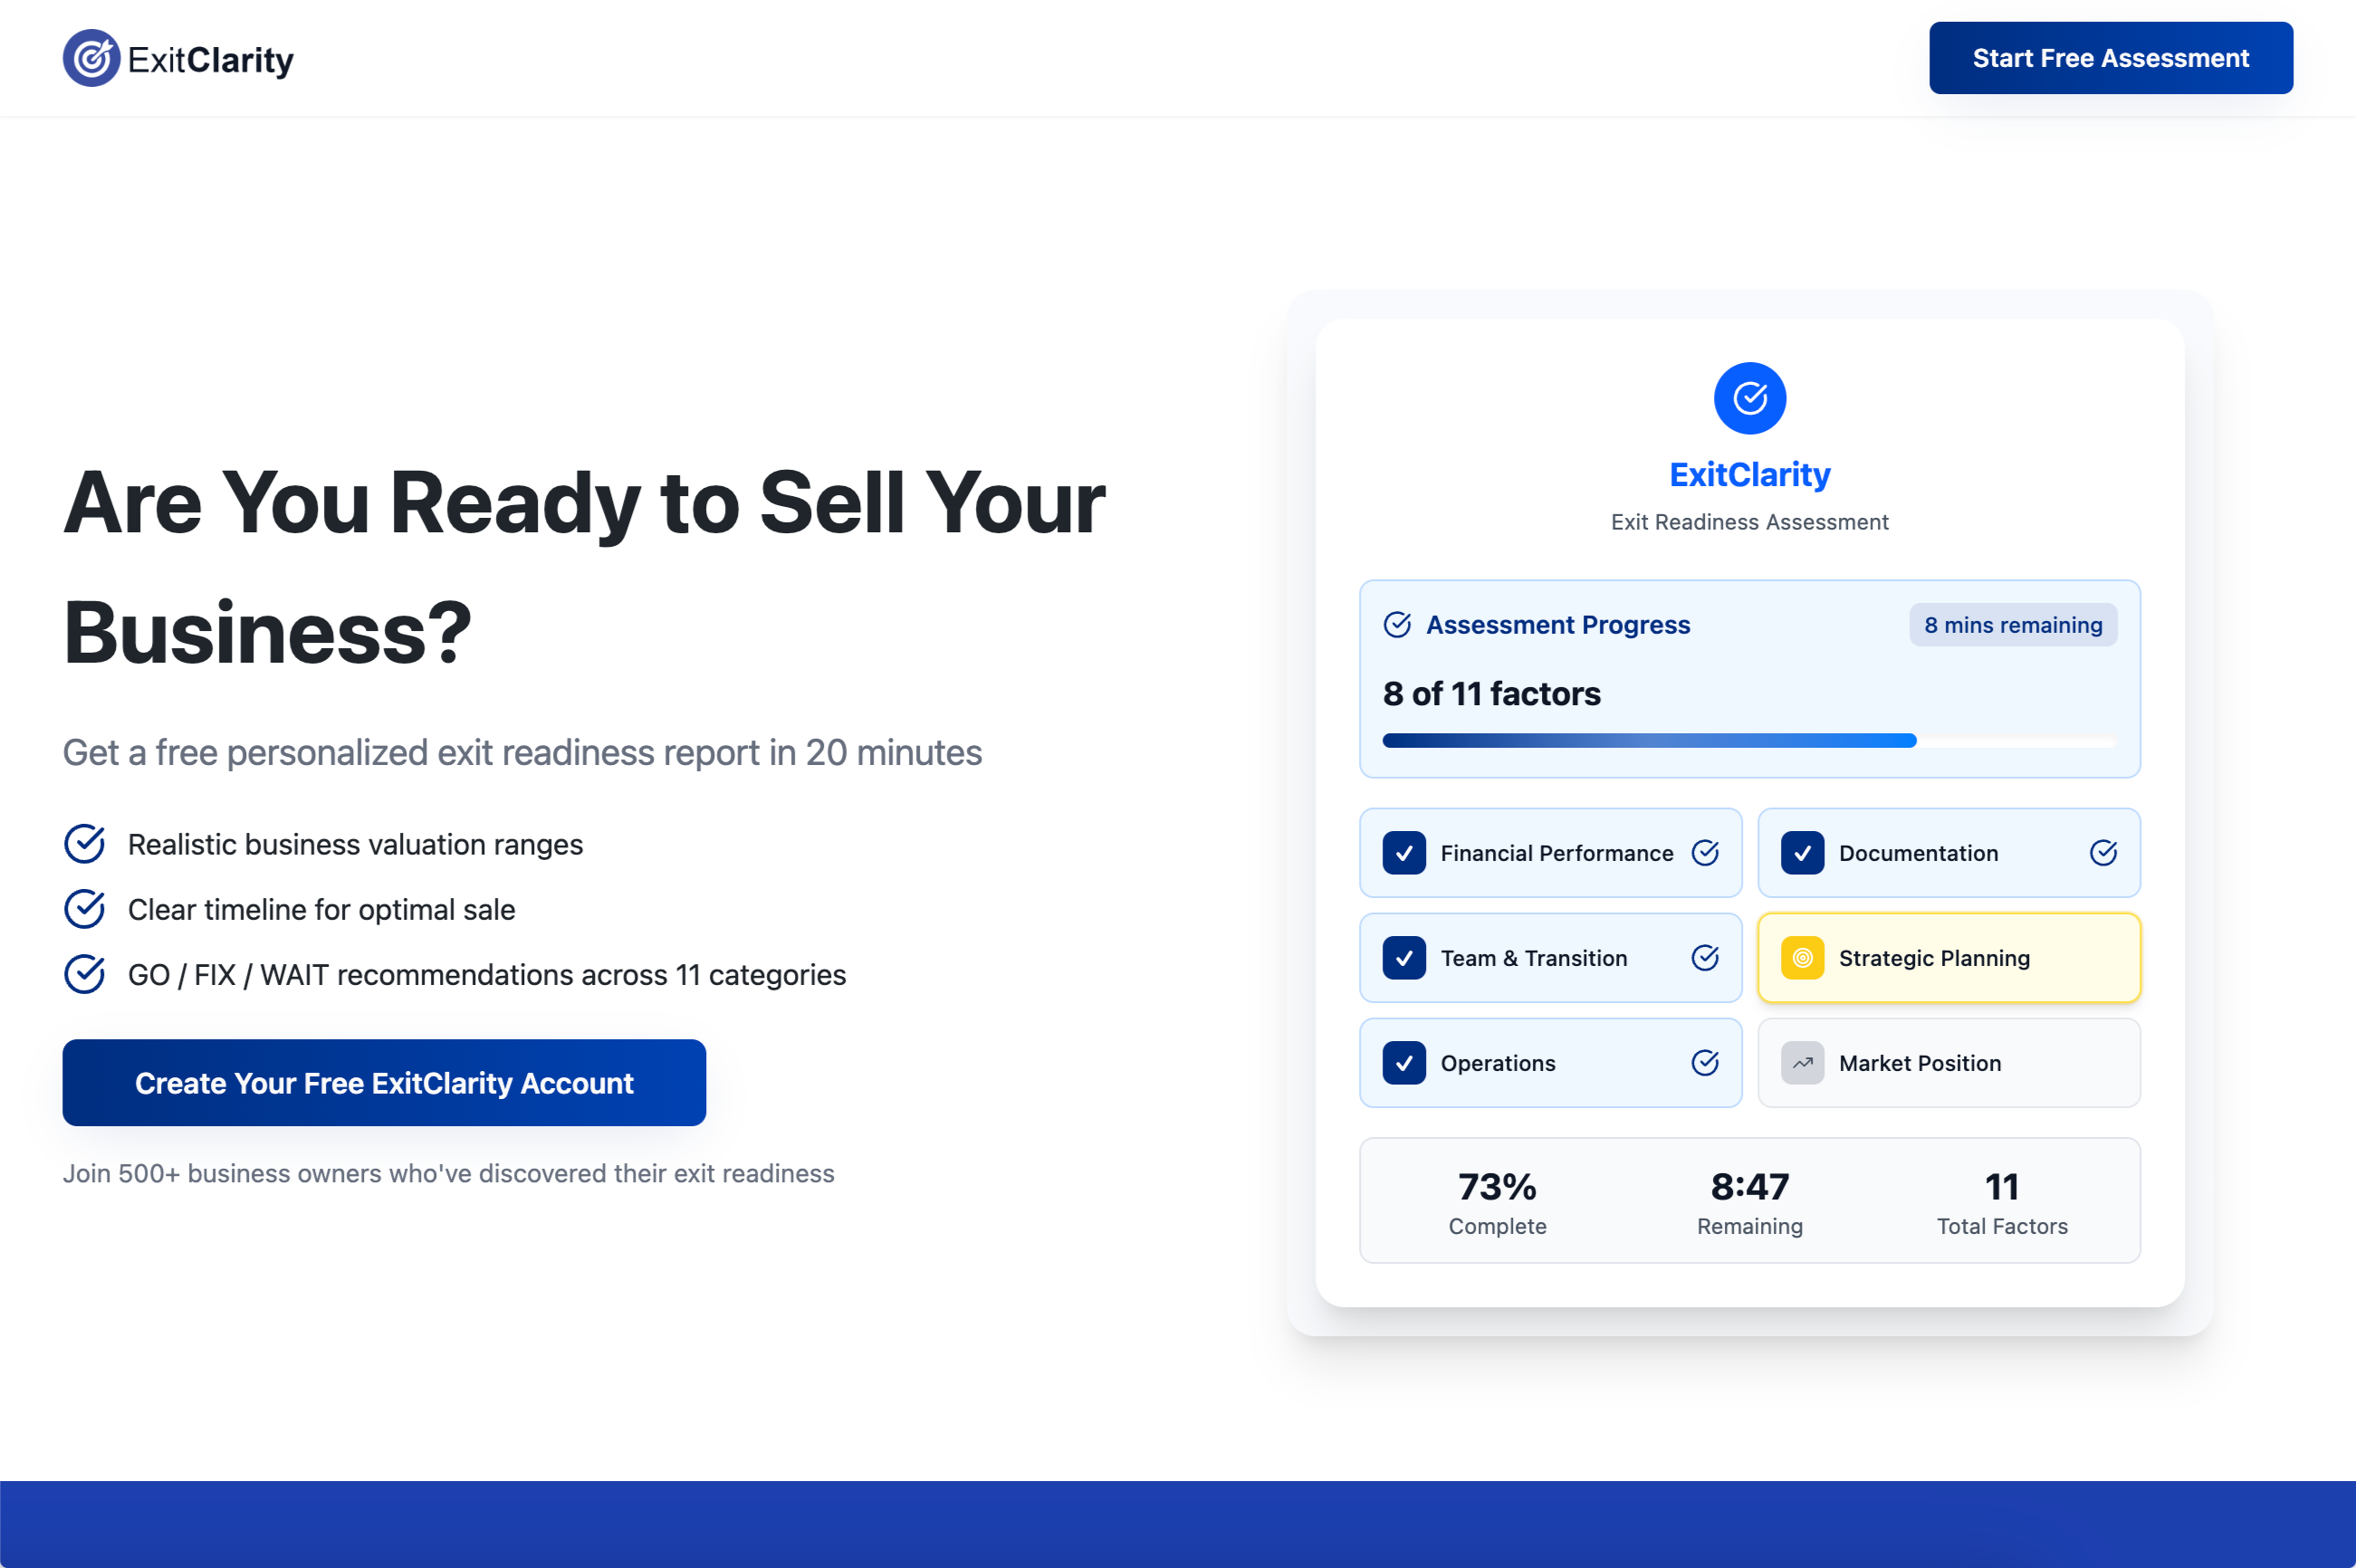 ExitClarity
Start Free Assessment
Are You Ready to Sell Your
Business?
Get a free personalized exit readiness report in 20 minutes
Realistic business valuation ranges
Clear timeline for optimal sale
GO / FIX / WAIT recommendations across 11 categories
Create Your Free ExitClarity Account
Join 500+ business owners who've discovered their exit readiness
ExitClarity
Exit Readiness Assessment
Assessment Progress
8 mins remaining
8 of 11 factors
Financial Performance
Documentation
Team & Transition
Strategic Planning
Operations
Market Position
73%
Complete
8:47
Remaining
11
Total Factors